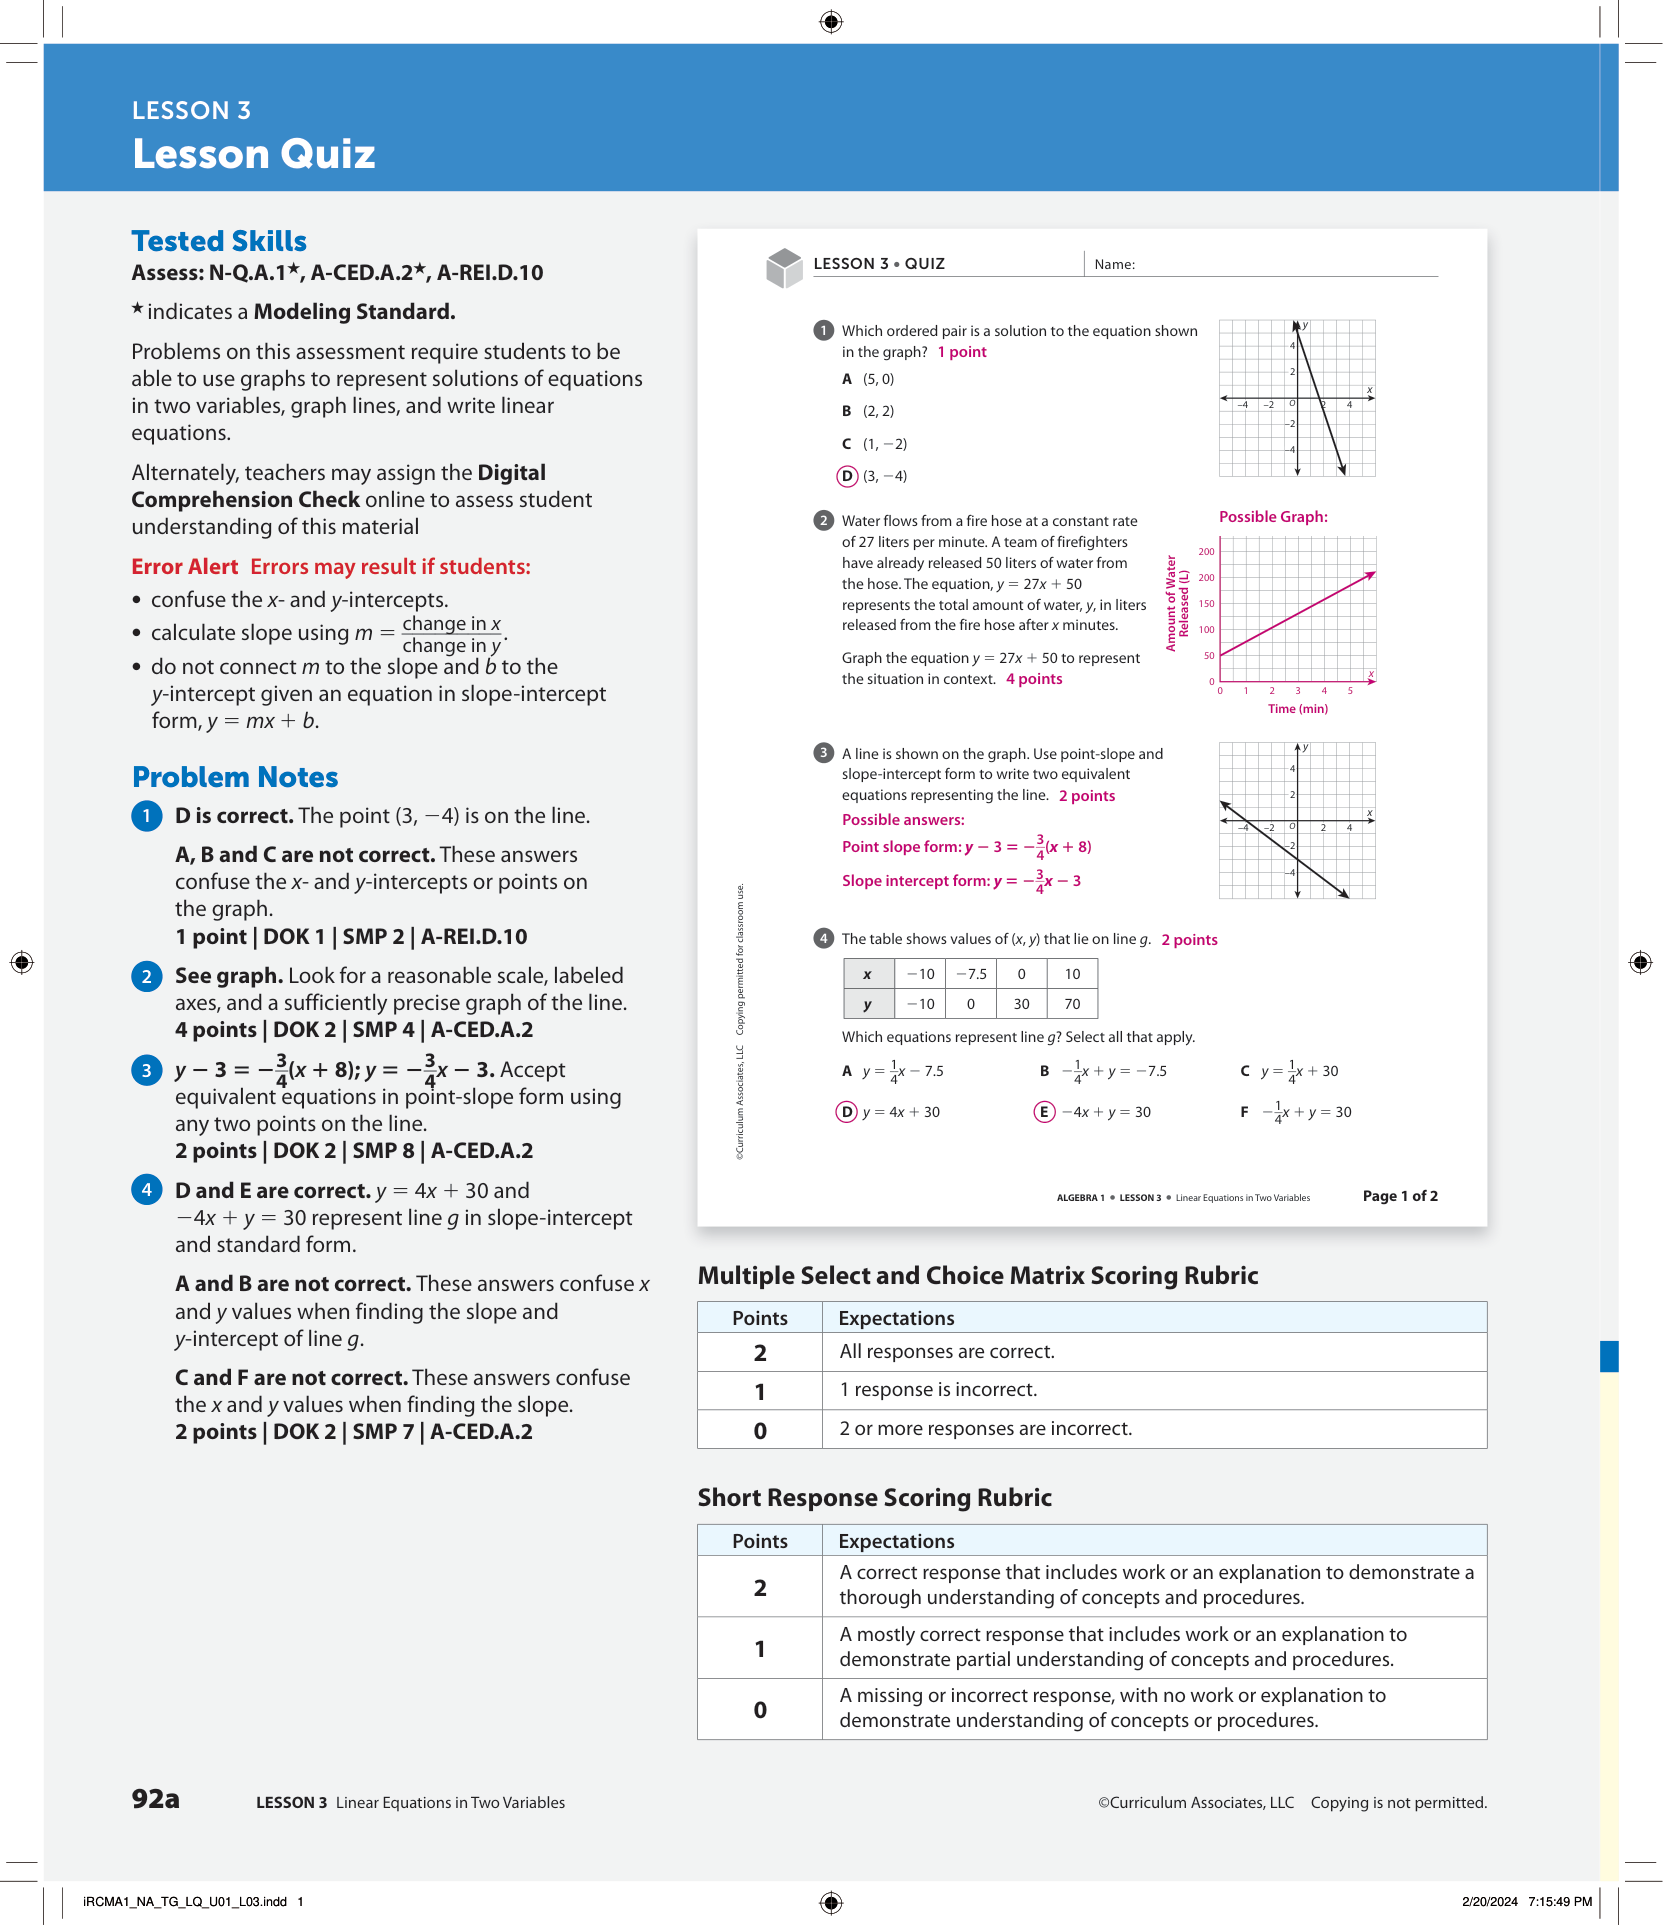 LESSON 3
Lesson Quiz
Tested Skills
Assess: N-Q.A.1★, A-CED.A.2★, A-REI.D.10
★ indicates a Modeling Standard.
Problems on this assessment require students to be
able to use graphs to represent solutions of equations
in two variables, graph lines, and write linear
equations.
Alternately, teachers may assign the Digital
Comprehension Check online to assess student
understanding of this material
Error Alert Errors may result if students:
• confuse the x- and y-intercepts.
• calculate slope using m = change in x / change in y.
• do not connect m to the slope and b to the
y-intercept given an equation in slope-intercept
form, y = mx + b.
Problem Notes
1 D is correct. The point (3, −4) is on the line.
A, B and C are not correct. These answers
confuse the x- and y-intercepts or points on
the graph.
1 point | DOK 1 | SMP 2 | A-REI.D.10
2 See graph. Look for a reasonable scale, labeled
axes, and a sufficiently precise graph of the line.
4 points | DOK 2 | SMP 4 | A-CED.A.2
3 y − 3 = −3/4(x + 8); y = −3/4x − 3. Accept
equivalent equations in point-slope form using
any two points on the line.
2 points | DOK 2 | SMP 8 | A-CED.A.2
4 D and E are correct. y = 4x + 30 and
−4x + y = 30 represent line g in slope-intercept
and standard form.
A and B are not correct. These answers confuse x
and y values when finding the slope and
y-intercept of line g.
C and F are not correct. These answers confuse
the x and y values when finding the slope.
2 points | DOK 2 | SMP 7 | A-CED.A.2
LESSON 3 • QUIZ
Name:
1 Which ordered pair is a solution to the equation shown
in the graph? 1 point
A (5, 0)
B (2, 2)
C (1, −2)
D (3, −4)
y
4
2
x
−4 −2 O 2 4
−2
−4
2 Water flows from a fire hose at a constant rate
of 27 liters per minute. A team of firefighters
have already released 50 liters of water from
the hose. The equation, y = 27x + 50
represents the total amount of water, y, in liters
released from the fire hose after x minutes.
Graph the equation y = 27x + 50 to represent
the situation in context. 4 points
Possible Graph:
Amount of Water
Released (L)
200
200
150
100
50
0
x
0 1 2 3 4 5
Time (min)
3 A line is shown on the graph. Use point-slope and
slope-intercept form to write two equivalent
equations representing the line. 2 points
Possible answers:
Point slope form: y − 3 = −3/4(x + 8)
Slope intercept form: y = −3/4x − 3
y
4
2
x
−4 −2 O 2 4
−2
−4
4 The table shows values of (x, y) that lie on line g. 2 points
x −10 −7.5 0 10
y −10 0 30 70
Which equations represent line g? Select all that apply.
A y = 1/4x − 7.5 B −1/4x + y = −7.5 C y = 1/4x + 30
D y = 4x + 30 E −4x + y = 30 F −1/4x + y = 30
©Curriculum Associates, LLC Copying permitted for classroom use.
ALGEBRA 1 • LESSON 3 • Linear Equations in Two Variables Page 1 of 2
Multiple Select and Choice Matrix Scoring Rubric
Points Expectations
2 All responses are correct.
1 1 response is incorrect.
0 2 or more responses are incorrect.
Short Response Scoring Rubric
Points Expectations
2 A correct response that includes work or an explanation to demonstrate a
thorough understanding of concepts and procedures.
1 A mostly correct response that includes work or an explanation to
demonstrate partial understanding of concepts and procedures.
0 A missing or incorrect response, with no work or explanation to
demonstrate understanding of concepts or procedures.
92a LESSON 3 Linear Equations in Two Variables ©Curriculum Associates, LLC Copying is not permitted.
iRCMA1_NA_TG_LQ_U01_L03.indd 1 2/20/2024 7:15:49 PM